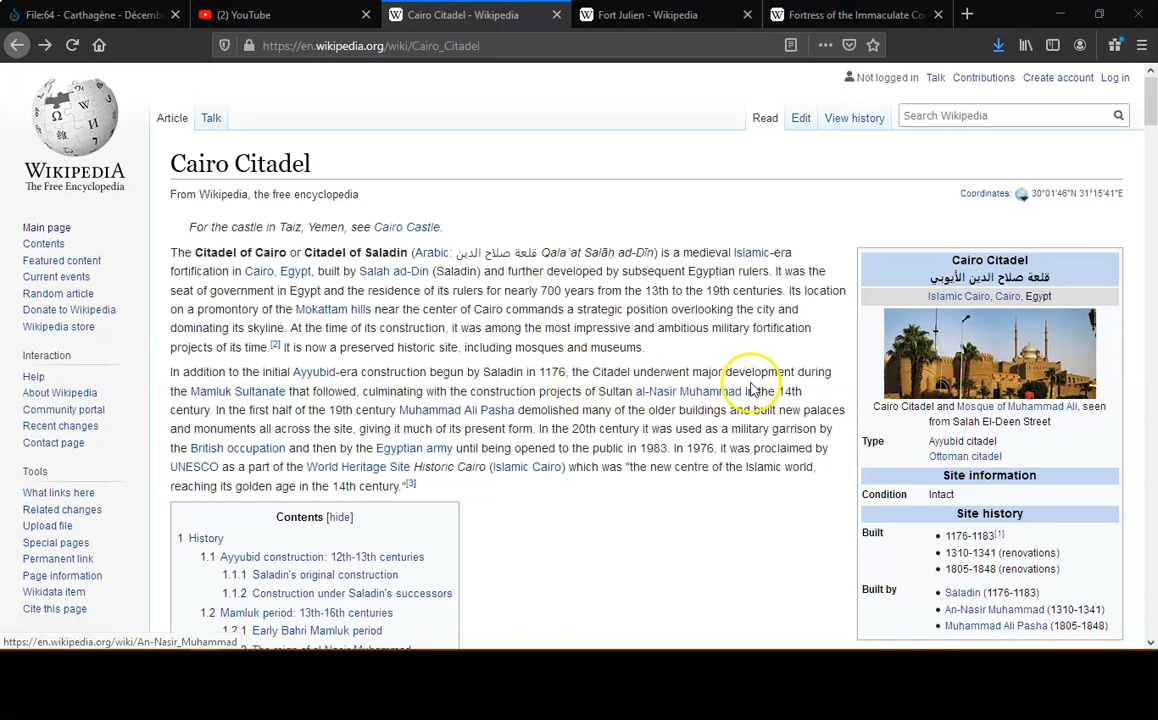 File:64 - Carthagène - Décemb
(2) YouTube
Cairo Citadel - Wikipedia
Fort Julien - Wikipedia
Fortress of the Immaculate Co
https://en.wikipedia.org/wiki/Cairo_Citadel
Not logged in Talk Contributions Create account Log in
Article Talk
Read Edit View history
Search Wikipedia
WIKIPEDIA
The Free Encyclopedia
Main page
Contents
Featured content
Current events
Random article
Donate to Wikipedia
Wikipedia store
Interaction
Help
About Wikipedia
Community portal
Recent changes
Contact page
Tools
What links here
Related changes
Upload file
Special pages
Permanent link
Page information
Wikidata item
Cite this page
Cairo Citadel
From Wikipedia, the free encyclopedia
Coordinates: 30°01′46″N 31°15′41″E
For the castle in Taiz, Yemen, see Cairo Castle.
The Citadel of Cairo or Citadel of Saladin (Arabic: قلعة صلاح الدين Qalaʿat Salāḥ ad-Dīn) is a medieval Islamic-era
fortification in Cairo, Egypt, built by Salah ad-Din (Saladin) and further developed by subsequent Egyptian rulers. It was the
seat of government in Egypt and the residence of its rulers for nearly 700 years from the 13th to the 19th centuries. Its location
on a promontory of the Mokattam hills near the center of Cairo commands a strategic position overlooking the city and
dominating its skyline. At the time of its construction, it was among the most impressive and ambitious military fortification
projects of its time.[2] It is now a preserved historic site, including mosques and museums.
In addition to the initial Ayyubid-era construction begun by Saladin in 1176, the Citadel underwent major development during
the Mamluk Sultanate that followed, culminating with the construction projects of Sultan al-Nasir Muhammad in the 14th
century. In the first half of the 19th century Muhammad Ali Pasha demolished many of the older buildings and built new palaces
and monuments all across the site, giving it much of its present form. In the 20th century it was used as a military garrison by
the British occupation and then by the Egyptian army until being opened to the public in 1983. In 1976, it was proclaimed by
UNESCO as a part of the World Heritage Site Historic Cairo (Islamic Cairo) which was "the new centre of the Islamic world,
reaching its golden age in the 14th century."[3]
Contents [hide]
1 History
1.1 Ayyubid construction: 12th-13th centuries
1.1.1 Saladin's original construction
1.1.2 Construction under Saladin's successors
1.2 Mamluk period: 13th-16th centuries
1.2.1 Early Bahri Mamluk period
The reign of al-Nasir Muhammad
Cairo Citadel
قلعة صلاح الدين الأيوبي
Islamic Cairo, Cairo, Egypt
Cairo Citadel and Mosque of Muhammad Ali, seen
from Salah El-Deen Street
Type Ayyubid citadel
Ottoman citadel
Site information
Condition Intact
Site history
Built • 1176-1183[1]
• 1310-1341 (renovations)
• 1805-1848 (renovations)
Built by • Saladin (1176-1183)
• An-Nasir Muhammad (1310-1341)
• Muhammad Ali Pasha (1805-1848)
https://en.wikipedia.org/wiki/An-Nasir_Muhammad